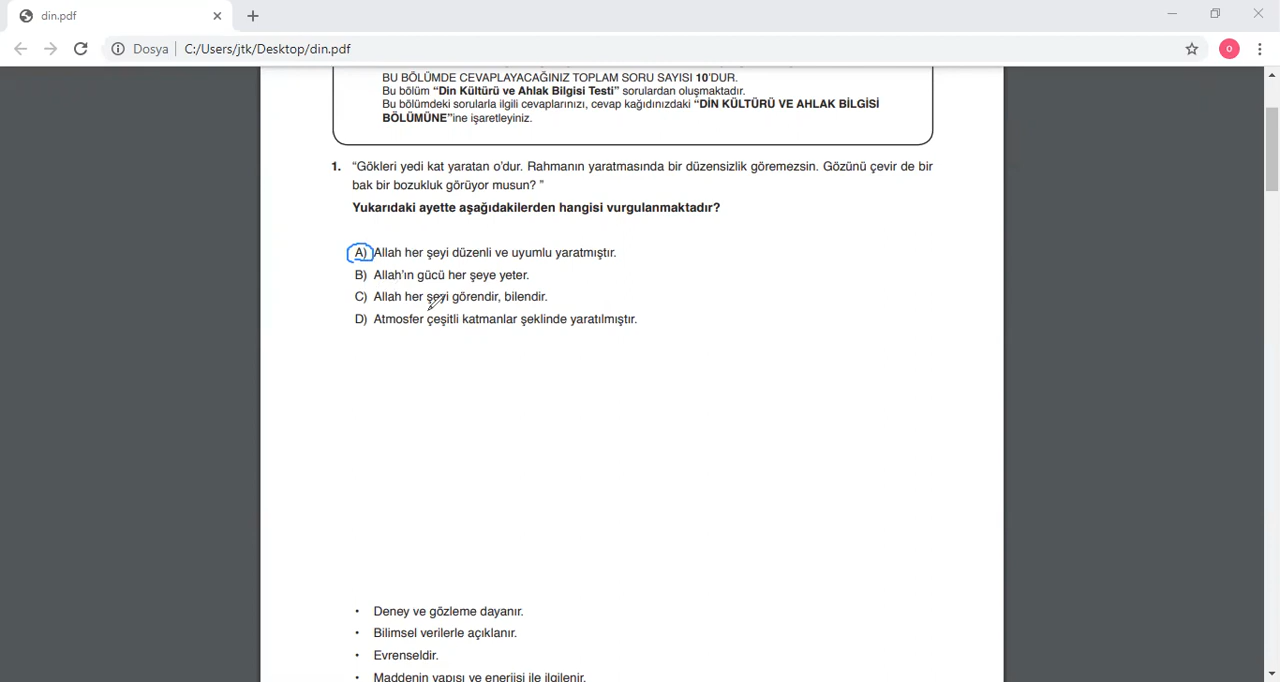 din.pdf
Dosya
C:/Users/jtk/Desktop/din.pdf
BU BÖLÜMDE CEVAPLAYACAĞINIZ TOPLAM SORU SAYISI 10'DUR.
Bu bölüm “Din Kültürü ve Ahlak Bilgisi Testi” sorulardan oluşmaktadır.
Bu bölümdeki sorularla ilgili cevaplarınızı, cevap kağıdınızdaki “DİN KÜLTÜRÜ VE AHLAK BİLGİSİ
BÖLÜMÜNE”ine işaretleyiniz.
1. “Gökleri yedi kat yaratan o’dur. Rahmanın yaratmasında bir düzensizlik göremezsin. Gözünü çevir de bir
bak bir bozukluk görüyor musun? ”
Yukarıdaki ayette aşağıdakilerden hangisi vurgulanmaktadır?
A) Allah her şeyi düzenli ve uyumlu yaratmıştır.
B) Allah’ın gücü her şeye yeter.
C) Allah her şeyi görendir, bilendir.
D) Atmosfer çeşitli katmanlar şeklinde yaratılmıştır.
• Deney ve gözleme dayanır.
• Bilimsel verilerle açıklanır.
• Evrenseldir.
• Maddenin yapısı ve enerjisi ile ilgilenir.